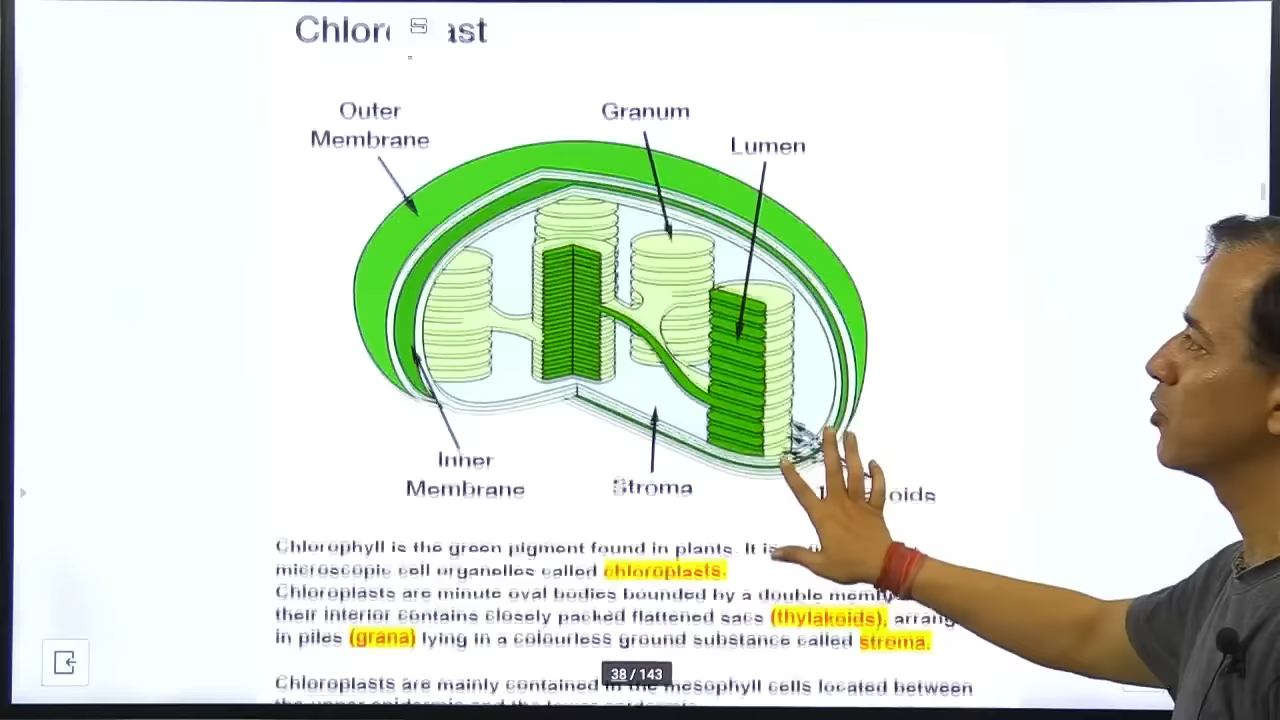 Outer
Membrane
Granum
Lumen
Inner
Membrane
Stroma
Chlorophyll is the green pigment found in plants. It is
microscopic cell organelles called chloroplasts.
Chloroplasts are minute oval bodies bounded by a double
their interior contains closely packed flattened sacs (thylakoids),
in piles (grana) lying in a colourless ground substance called stroma.
38 / 143
Chloroplasts are mainly contained in the mesophyll cells located between